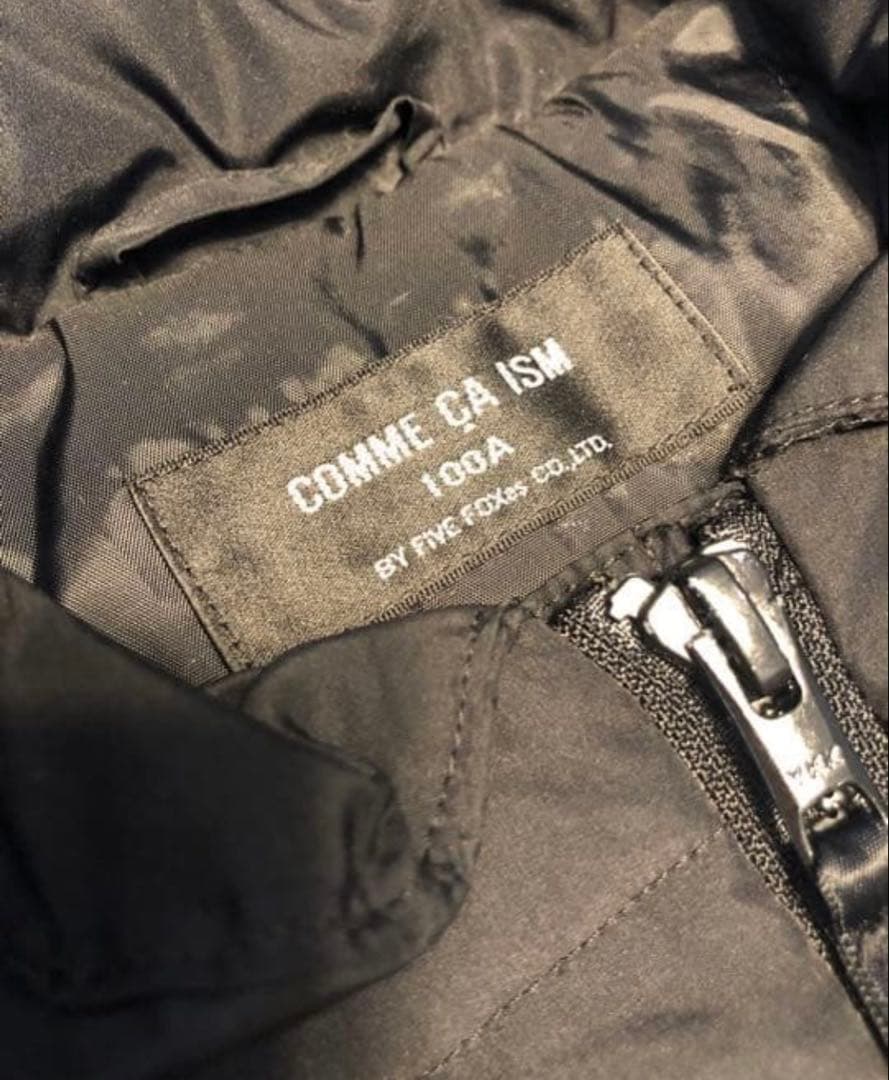 COMME ÇA ISM
100A
BY FIVE FOXes CO.,LTD.